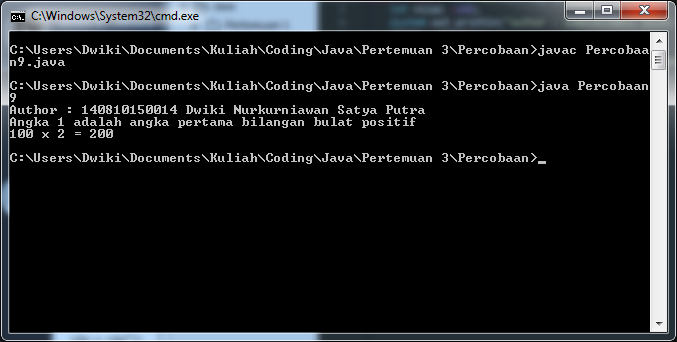 C:\Windows\System32\cmd.exe
C:\Users\Dwiki\Documents\Kuliah\Coding\Java\Pertemuan 3\Percobaan>javac Percobaa
n9.java
C:\Users\Dwiki\Documents\Kuliah\Coding\Java\Pertemuan 3\Percobaan>java Percobaan
9
Author : 140810150014 Dwiki Nurkurniawan Satya Putra
Angka 1 adalah angka pertama bilangan bulat positif
100 x 2 = 200
C:\Users\Dwiki\Documents\Kuliah\Coding\Java\Pertemuan 3\Percobaan>_